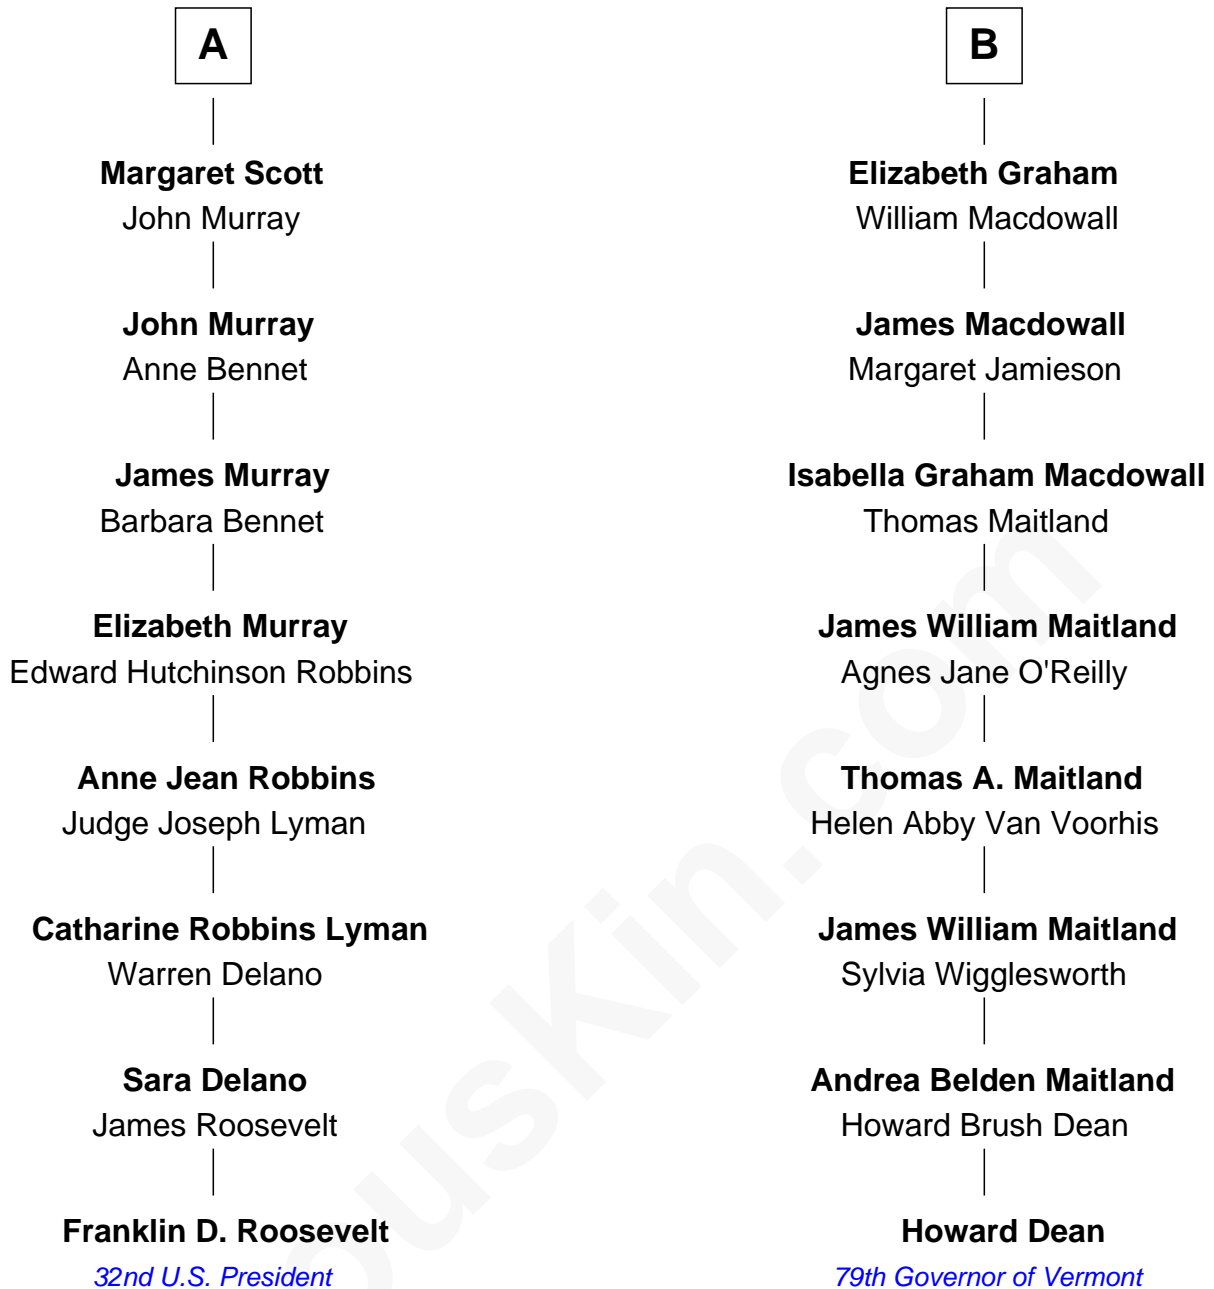 A
Margaret Scott
John Murray
John Murray
Anne Bennet
James Murray
Barbara Bennet
Elizabeth Murray
Edward Hutchinson Robbins
Anne Jean Robbins
Judge Joseph Lyman
Catharine Robbins Lyman
Warren Delano
Sara Delano
James Roosevelt
Franklin D. Roosevelt
32nd U.S. President
B
Elizabeth Graham
William Macdowall
James Macdowall
Margaret Jamieson
Isabella Graham Macdowall
Thomas Maitland
James William Maitland
Agnes Jane O'Reilly
Thomas A. Maitland
Helen Abby Van Voorhis
James William Maitland
Sylvia Wigglesworth
Andrea Belden Maitland
Howard Brush Dean
Howard Dean
79th Governor of Vermont
ousKin.com